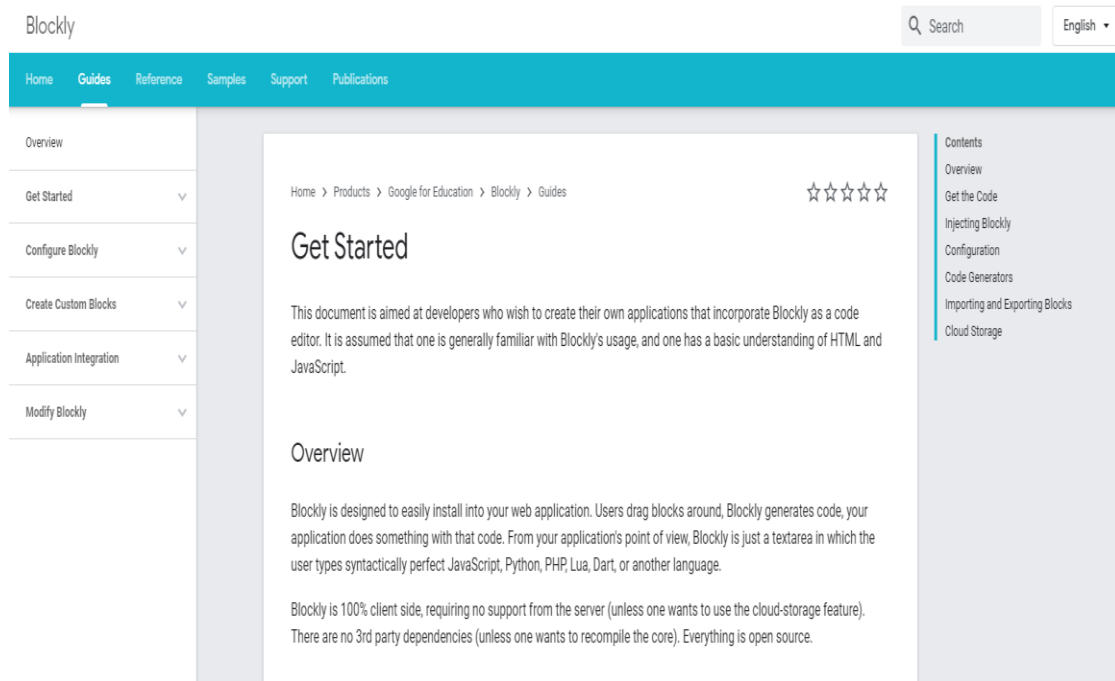 Blockly
Search
English
Home Guides Reference Samples Support Publications
Overview
Get Started
Configure Blockly
Create Custom Blocks
Application Integration
Modify Blockly
Home > Products > Google for Education > Blockly > Guides
Get Started
This document is aimed at developers who wish to create their own applications that incorporate Blockly as a code
editor. It is assumed that one is generally familiar with Blockly's usage, and one has a basic understanding of HTML and
JavaScript.
Overview
Blockly is designed to easily install into your web application. Users drag blocks around, Blockly generates code, your
application does something with that code. From your application's point of view, Blockly is just a textarea in which the
user types syntactically perfect JavaScript, Python, PHP, Lua, Dart, or another language.
Blockly is 100% client side, requiring no support from the server (unless one wants to use the cloud-storage feature).
There are no 3rd party dependencies (unless one wants to recompile the core). Everything is open source.
Contents
Overview
Get the Code
Injecting Blockly
Configuration
Code Generators
Importing and Exporting Blocks
Cloud Storage